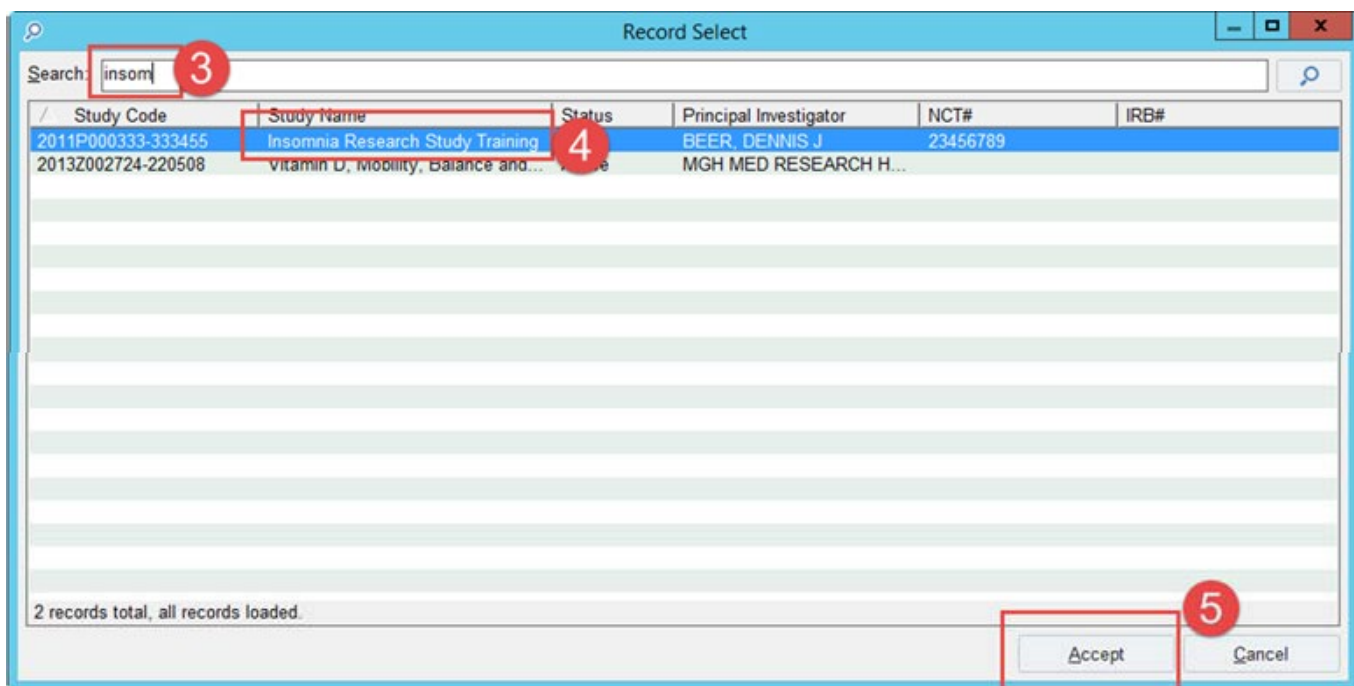 Record Select
Search: insom 3
Study Code Study Name Status Principal Investigator NCT# IRB#
2011P000333-333455 Insomnia Research Study Training 4 BEER, DENNIS J 23456789
2013Z002724-220508 Vitamin D, Mobility, Balance and... MGH MED RESEARCH H...
2 records total, all records loaded.
5
Accept Cancel